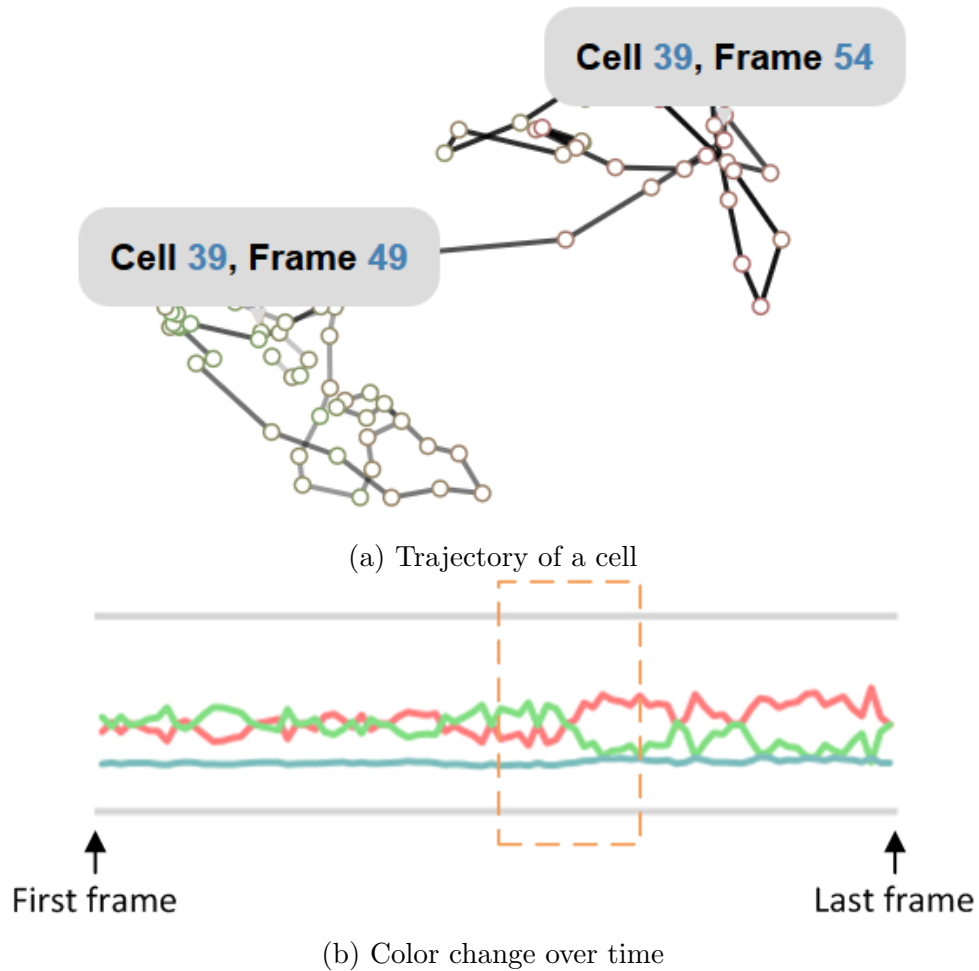 Cell 39, Frame 54
Cell 39, Frame 49
(a) Trajectory of a cell
First frame
Last frame
(b) Color change over time